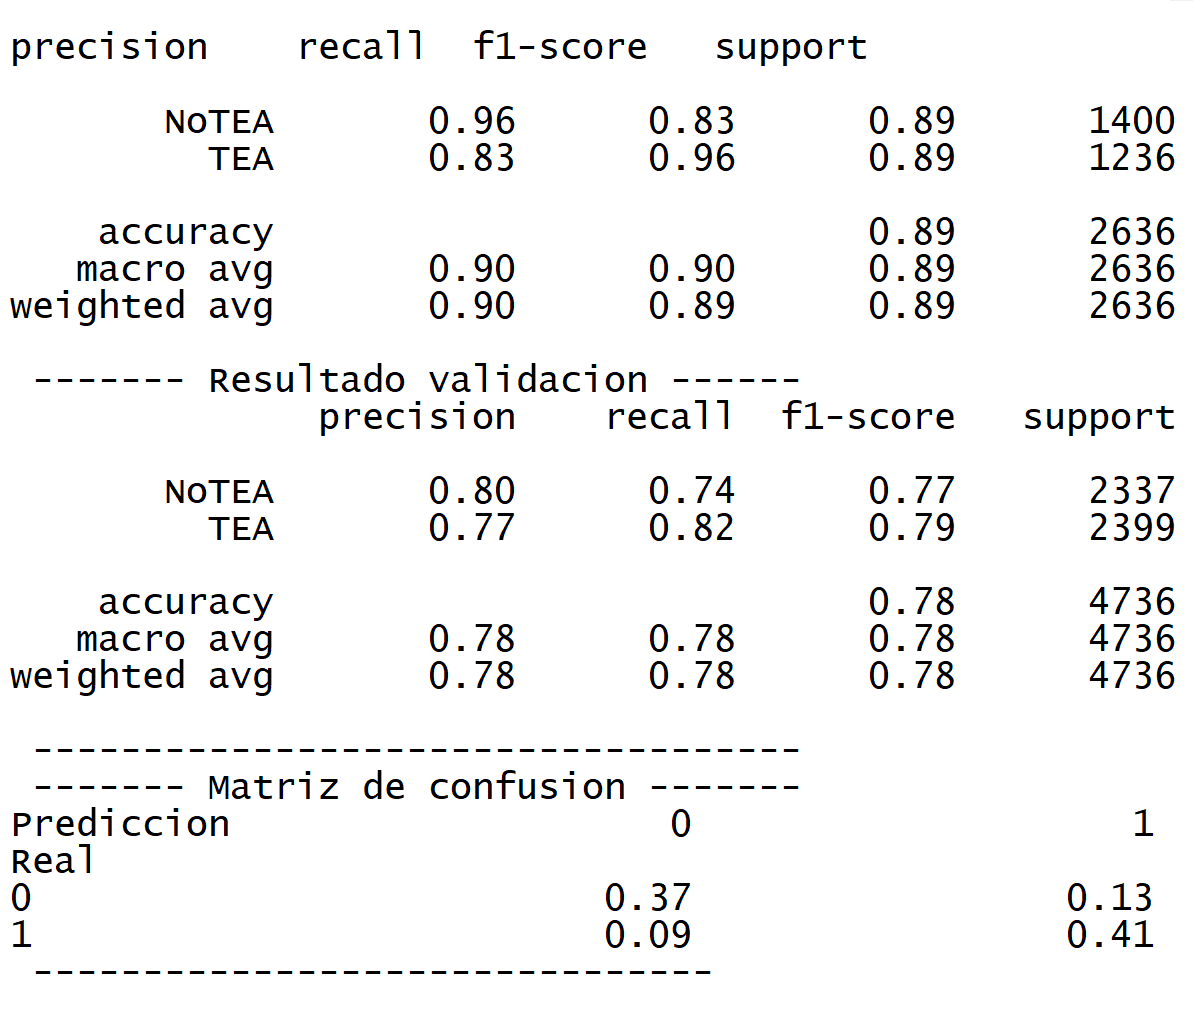 precision    recall  f1-score   support
NoTEA       0.96      0.83      0.89      1400
TEA       0.83      0.96      0.89      1236
accuracy                           0.89      2636
macro avg       0.90      0.90      0.89      2636
weighted avg       0.90      0.89      0.89      2636
------- Resultado validacion ------
precision    recall  f1-score   support
NoTEA       0.80      0.74      0.77      2337
TEA       0.77      0.82      0.79      2399
accuracy                           0.78      4736
macro avg       0.78      0.78      0.78      4736
weighted avg       0.78      0.78      0.78      4736
-----------------------------------
------- Matriz de confusion -------
Prediccion                    0                    1
Real
0                          0.37                 0.13
1                          0.09                 0.41
-------------------------------